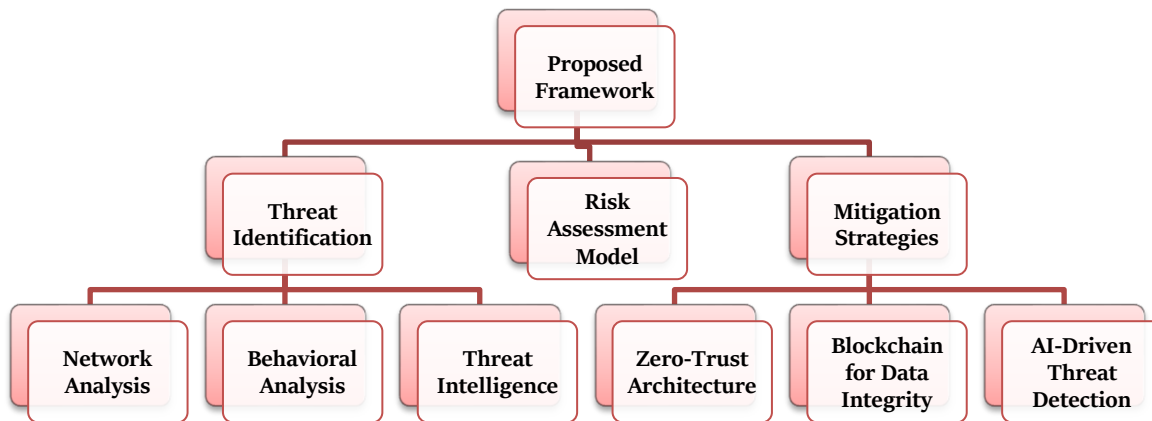 Proposed
Framework
Threat
Identification
Risk
Assessment
Model
Mitigation
Strategies
Network
Analysis
Behavioral
Analysis
Threat
Intelligence
Zero-Trust
Architecture
Blockchain
for Data
Integrity
AI-Driven
Threat
Detection